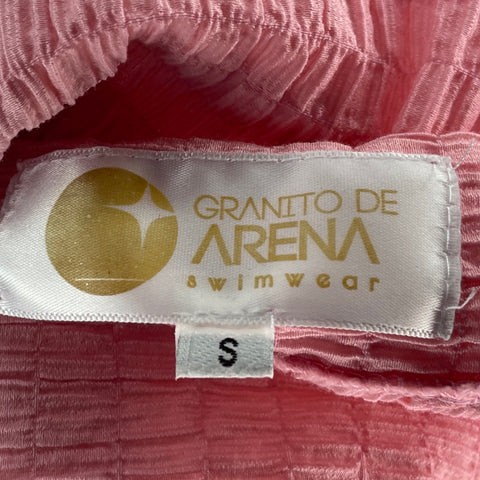 GRANITO DE
ARENA
swimwear
S